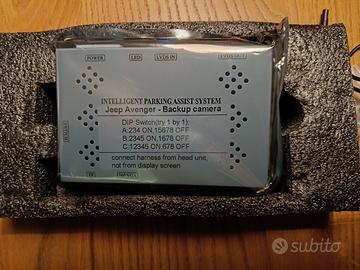 POWER LED LVDS IN LVDS OUT
INTELLIGENT PARKING ASSIST SYSTEM
Jeep Avenger - Backup camera
DIP Switch(try 1 by 1):
A:234 ON,15678 OFF
B:2345 ON,1678 OFF
C:12345 ON,678 OFF
connect harness from head unit,
not from display screen
subito